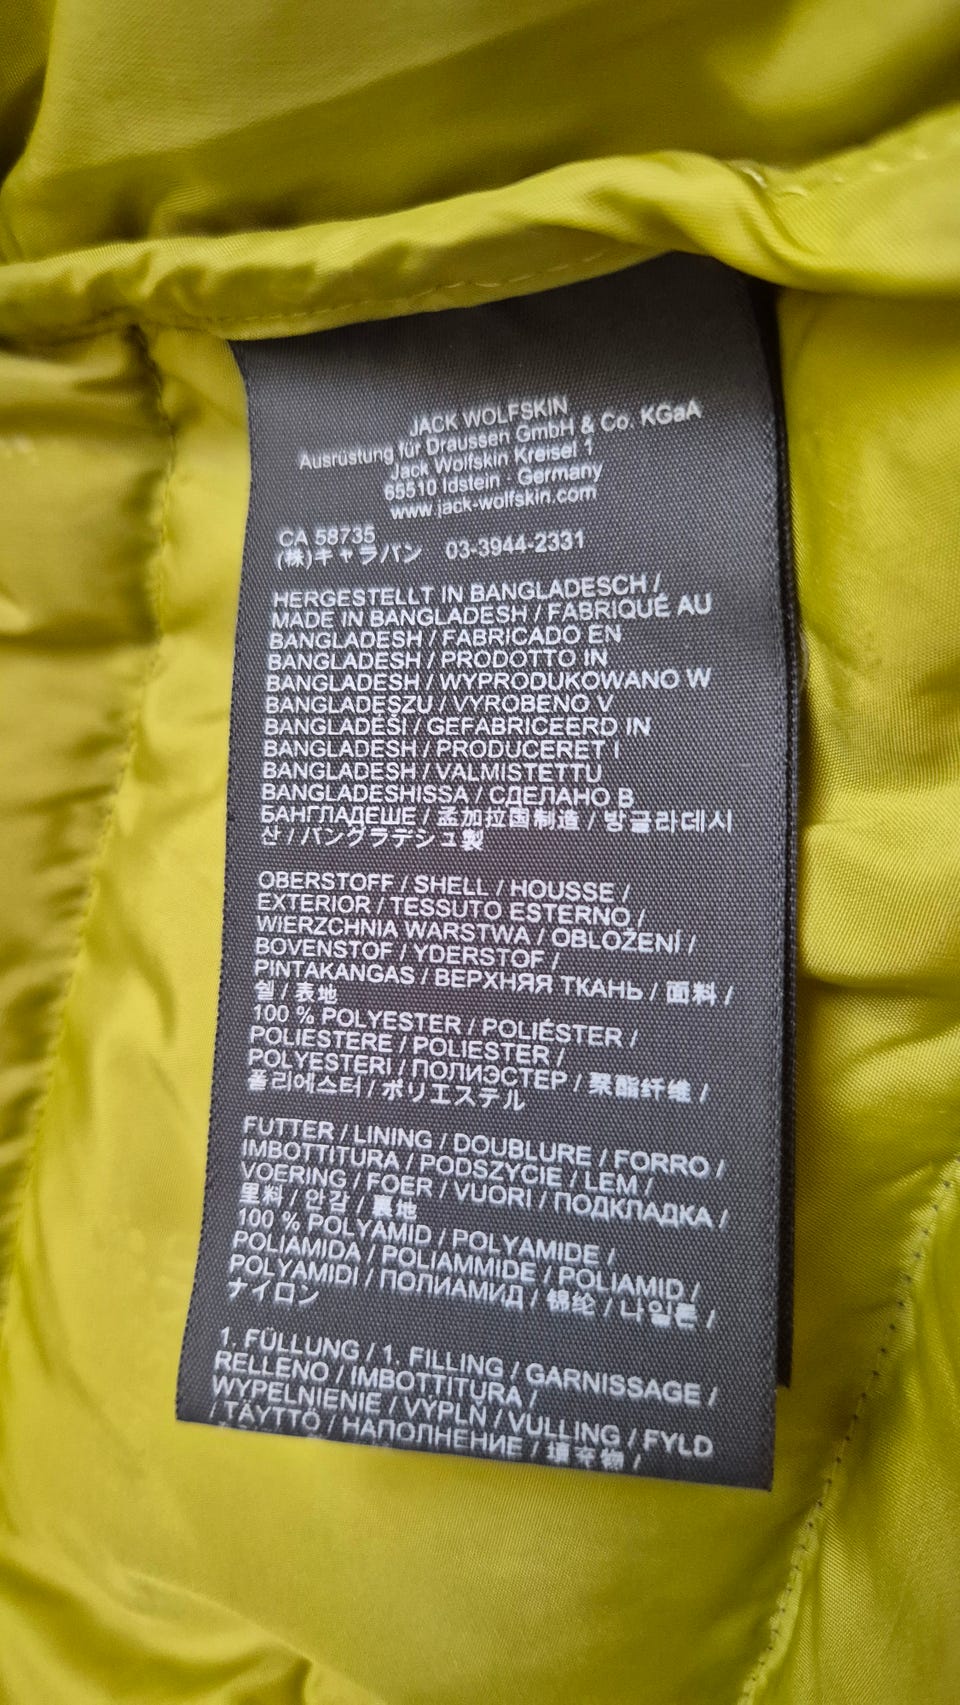 JACK WOLFSKIN
Ausrüstung für Draussen GmbH & Co. KGaA
Jack Wolfskin Kreisel 1
65510 Idstein - Germany
www.jack-wolfskin.com
CA 58735
(株)キャラバン 03-3944-2331
HERGESTELLT IN BANGLADESCH /
MADE IN BANGLADESH / FABRIQUÉ AU
BANGLADESH / FABRICADO EN
BANGLADESH / PRODOTTO IN
BANGLADESH / WYPRODUKOWANO W
BANGLADESZU / VYROBENO V
BANGLADÉŠI / GEFABRICEERD IN
BANGLADESH / PRODUCERET I
BANGLADESH / VALMISTETTU
BANGLADESHISSA / СДЕЛАНО В
БАНГЛАДЕШЕ / 孟加拉国制造 / 방글라데시
산 / バングラデシュ製
OBERSTOFF / SHELL / HOUSSE /
EXTERIOR / TESSUTO ESTERNO /
WIERZCHNIA WARSTWA / OBLOŽENÍ /
BOVENSTOF / YDERSTOF /
PINTAKANGAS / ВЕРХНЯЯ ТКАНЬ / 面料 /
쉘 / 表地
100 % POLYESTER / POLIÉSTER /
POLIESTERE / POLIESTER /
POLYESTERI / ПОЛИЭСТЕР / 聚酯纤维 /
폴리에스터 / ポリエステル
FUTTER / LINING / DOUBLURE / FORRO /
IMBOTTITURA / PODSZYCIE / LEM /
VOERING / FOER / VUORI / ПОДКЛАДКА /
里料 / 안감 / 裏地
100 % POLYAMID / POLYAMIDE /
POLIAMIDA / POLIAMMIDE / POLIAMID /
POLYAMIDI / ПОЛИАМИД / 锦纶 / 나일론 /
ナイロン
1. FÜLLUNG / 1. FILLING / GARNISSAGE /
RELLENO / IMBOTTITURA /
WYPEŁNIENIE / VÝPLŇ / VULLING / FYLD
/ TÄYTTÖ / НАПОЛНЕНИЕ / 填充物 /